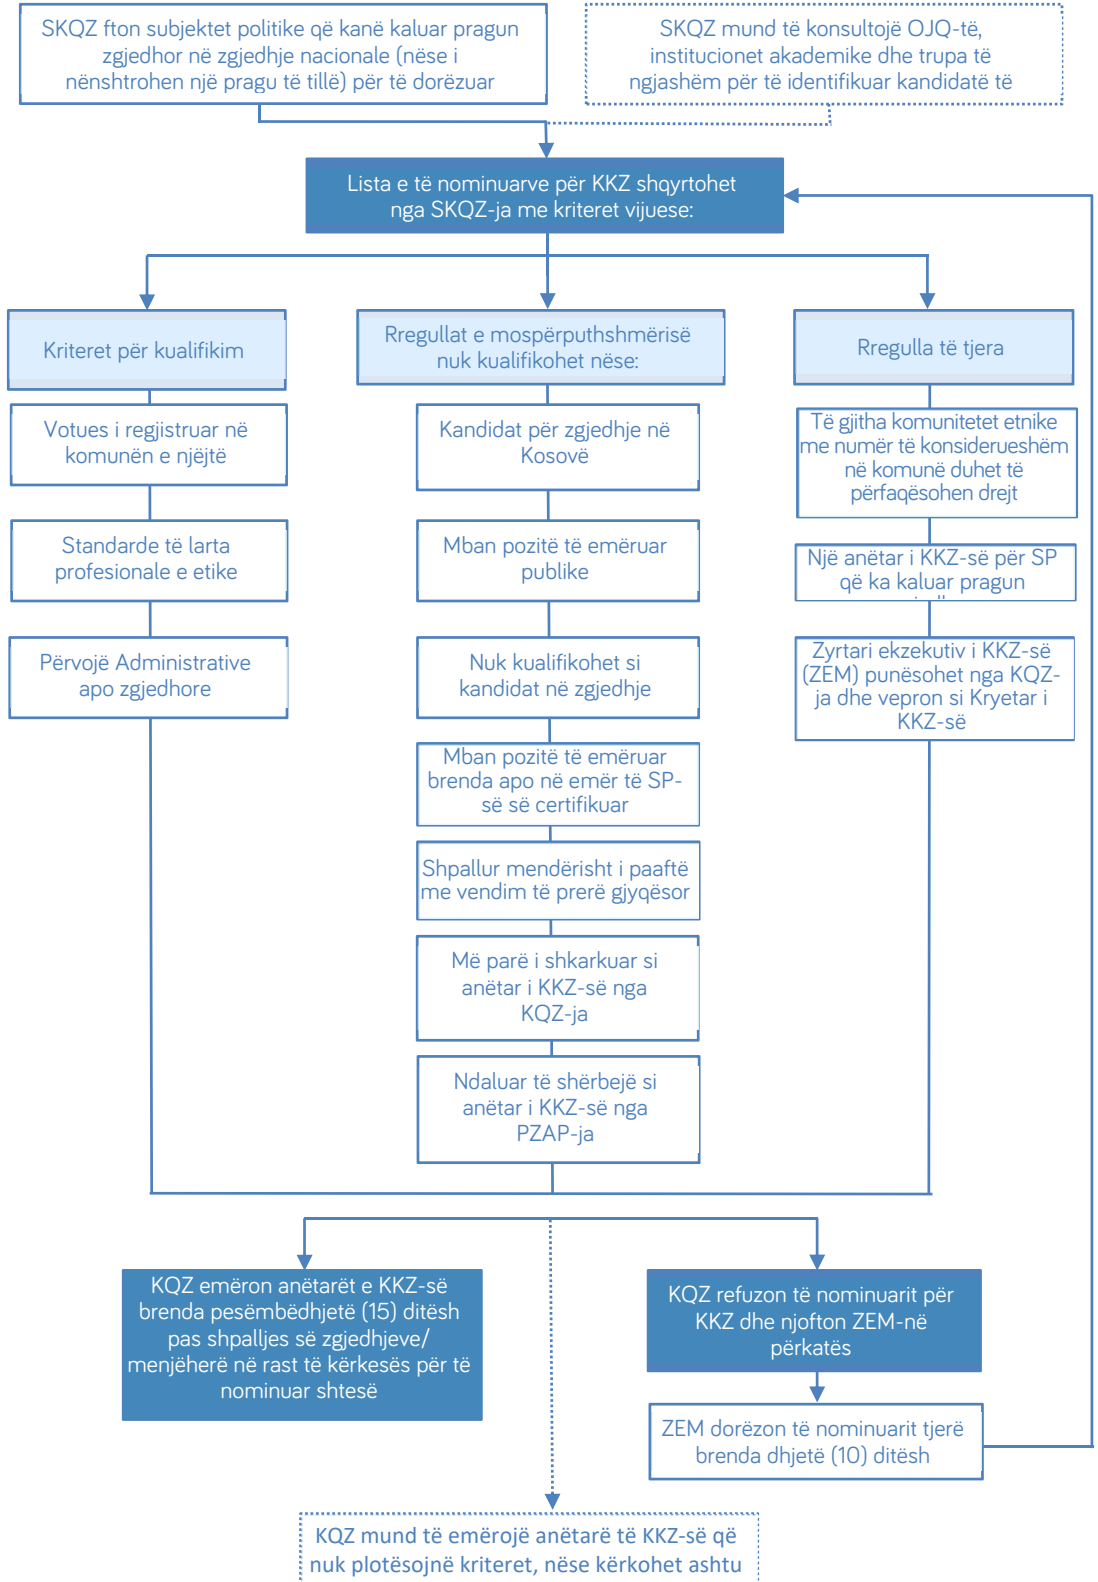 SKQZ fton subjektet politike që kanë kaluar pragun
zgjedhor në zgjedhje nacionale (nëse i
nënshtrohen një pragu të tillë) për të dorëzuar
SKQZ mund të konsultojë OJQ-të,
institucionet akademike dhe trupa të
ngjashëm për të identifikuar kandidatë të
Lista e të nominuarve për KKZ shqyrtohet
nga SKQZ-ja me kriteret vijuese:
Kriteret për kualifikim
Votues i regjistruar në
komunën e njëjtë
Standarde të larta
profesionale e etike
Përvojë Administrative
apo zgjedhore
Rregullat e mospërputhshmërisë
nuk kualifikohet nëse:
Kandidat për zgjedhje në
Kosovë
Mban pozitë të emëruar
publike
Nuk kualifikohet si
kandidat në zgjedhje
Mban pozitë të emëruar
brenda apo në emër të SP-
së së certifikuar
Shpallur mendërisht i paaftë
me vendim të prerë gjyqësor
Më parë i shkarkuar si
anëtar i KKZ-së nga
KQZ-ja
Ndaluar të shërbejë si
anëtar i KKZ-së nga
PZAP-ja
Rregulla të tjera
Të gjitha komunitetet etnike
me numër të konsiderueshëm
në komunë duhet të
përfaqësohen drejt
Një anëtar i KKZ-së për SP
që ka kaluar pragun
Zyrtari ekzekutiv i KKZ-së
(ZEM) punësohet nga KQZ-
ja dhe vepron si Kryetar i
KKZ-së
KQZ emëron anëtarët e KKZ-së
brenda pesëmbëdhjetë (15) ditësh
pas shpalljes së zgjedhjeve/
menjëherë në rast të kërkesës për të
nominuar shtesë
KQZ refuzon të nominuarit për
KKZ dhe njofton ZEM-në
përkatës
ZEM dorëzon të nominuarit tjerë
brenda dhjetë (10) ditësh
KQZ mund të emërojë anëtarë të KKZ-së që
nuk plotësojnë kriteret, nëse kërkohet ashtu